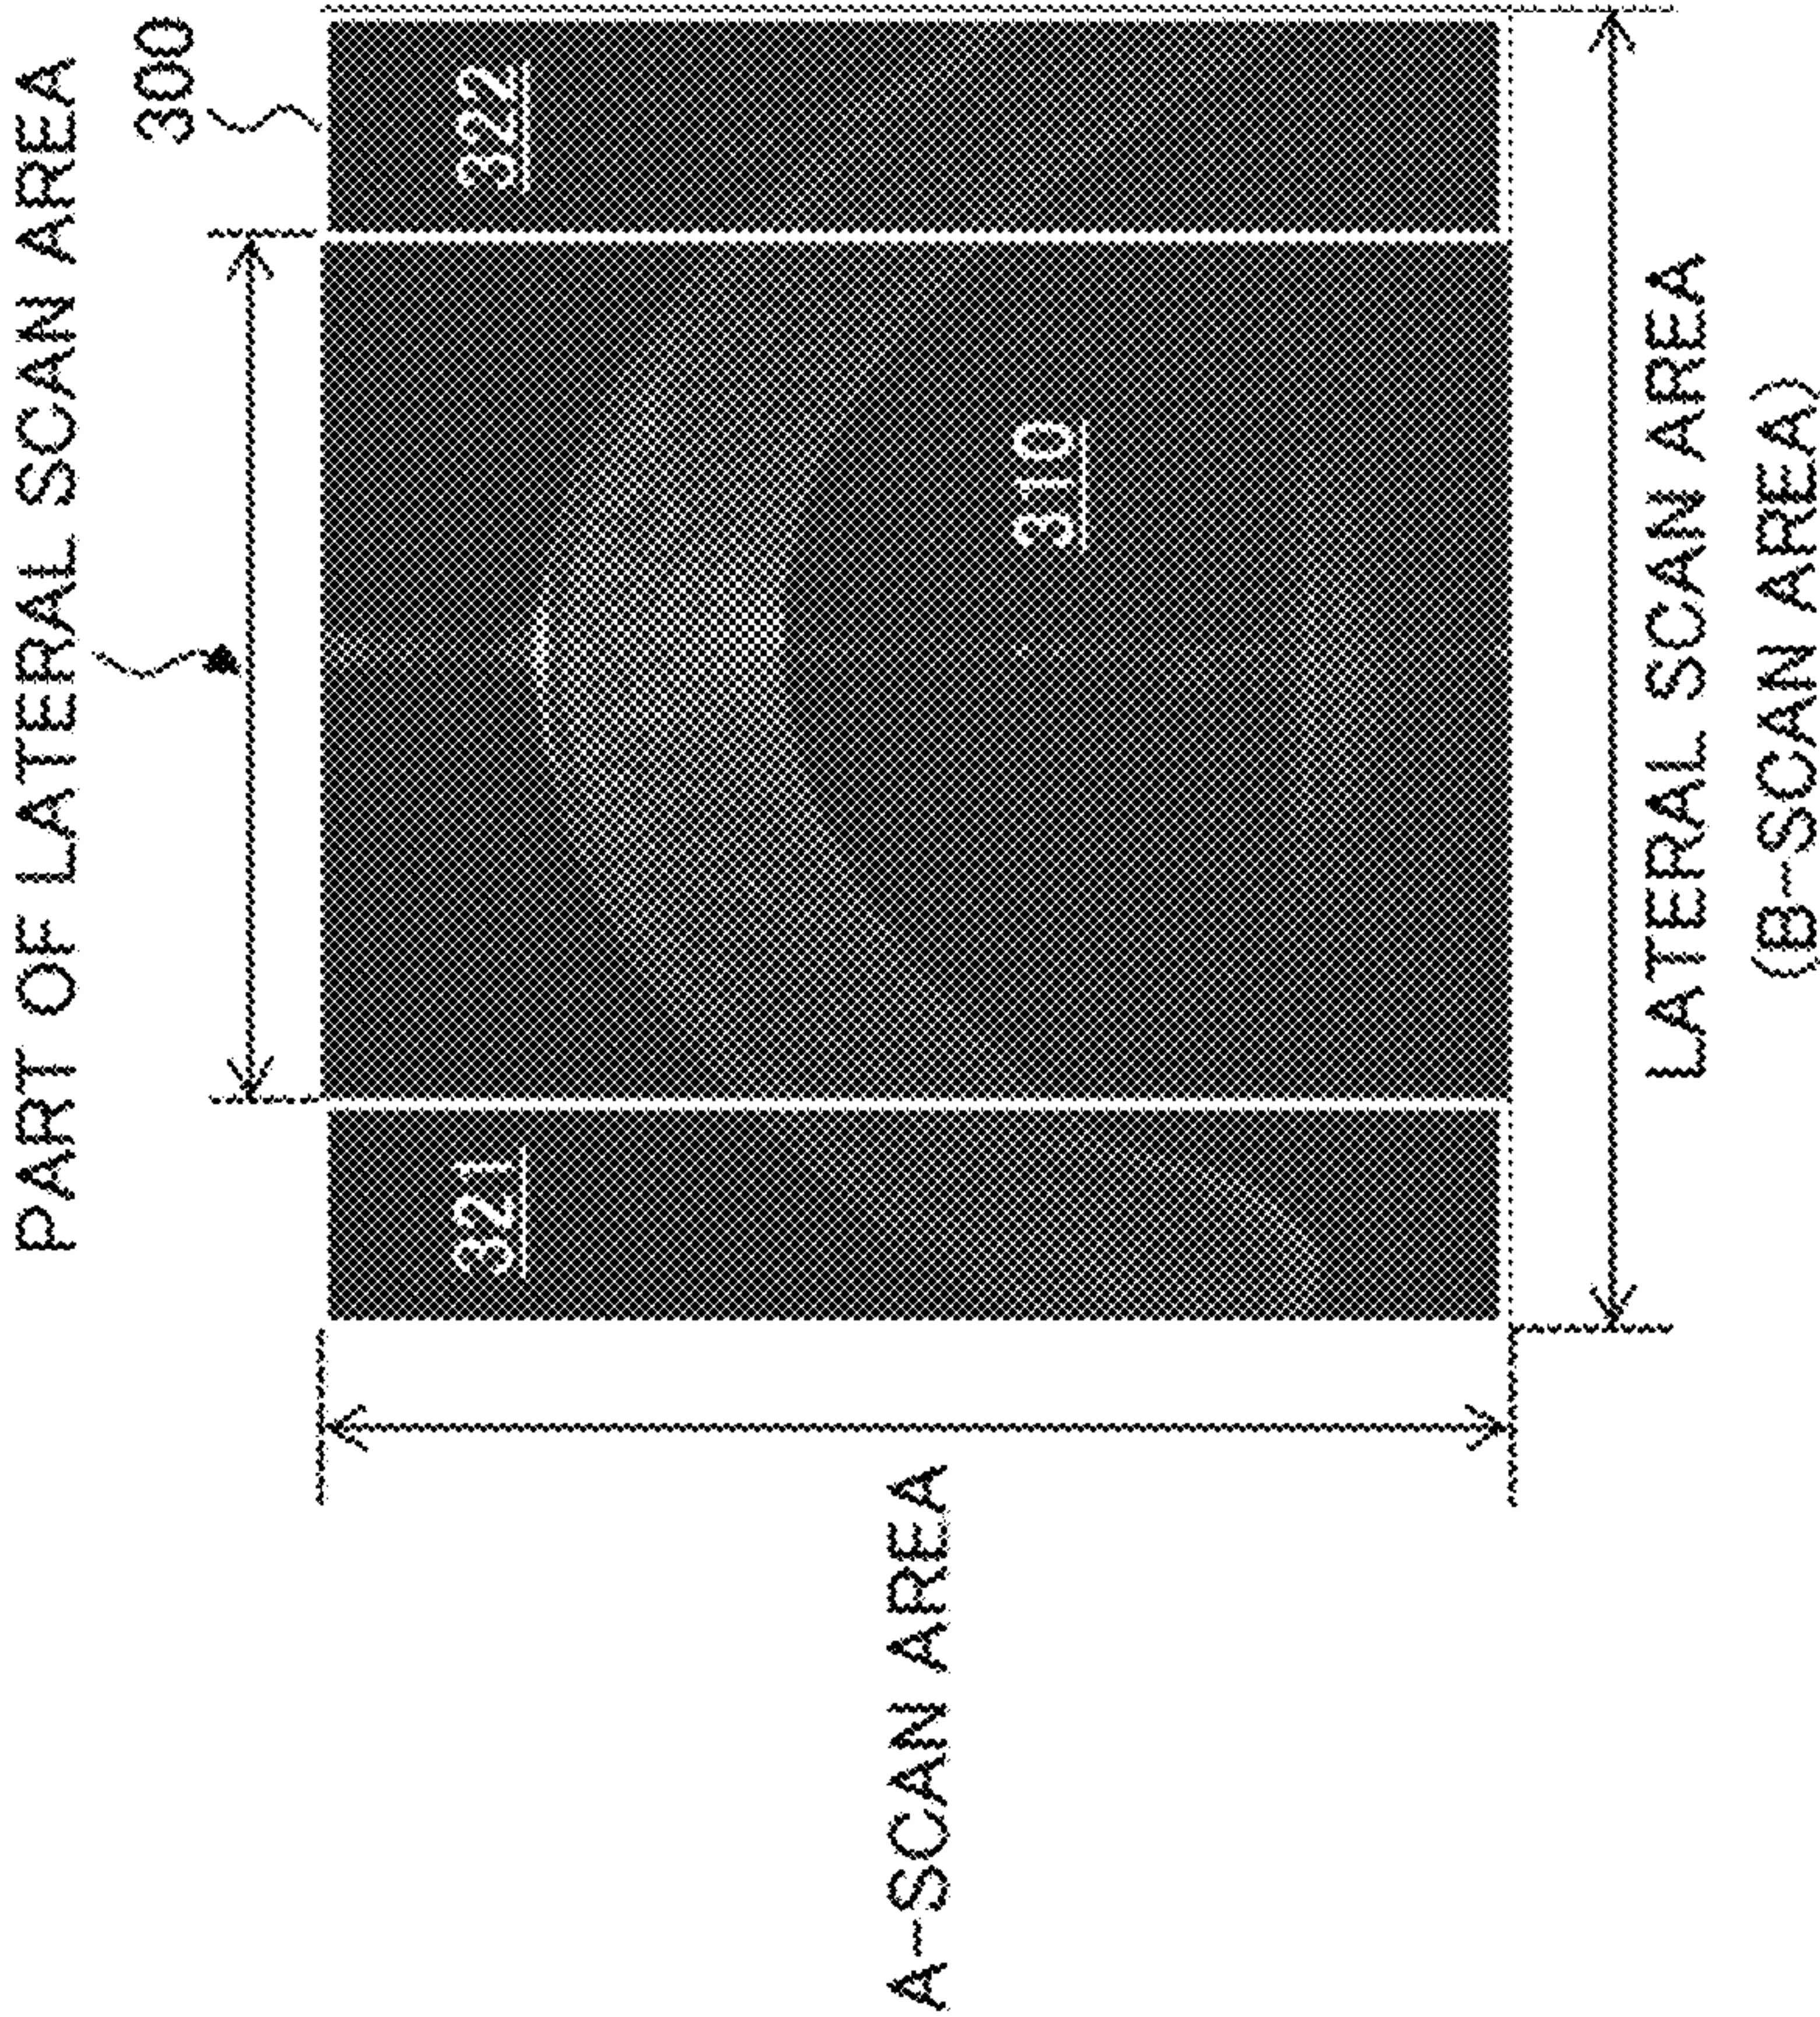 PART OF LATERAL SCAN AREA
300
321
322
310
A-SCAN AREA
LATERAL SCAN AREA
(B-SCAN AREA)